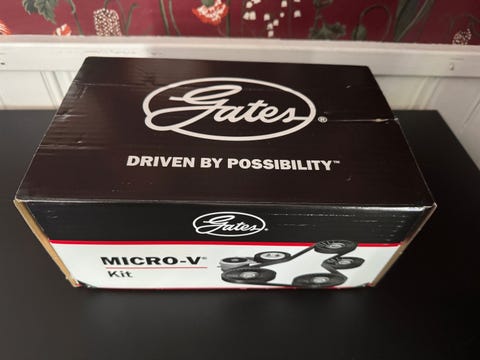 Gates®
DRIVEN BY POSSIBILITY™
Gates®
MICRO-V®
Kit